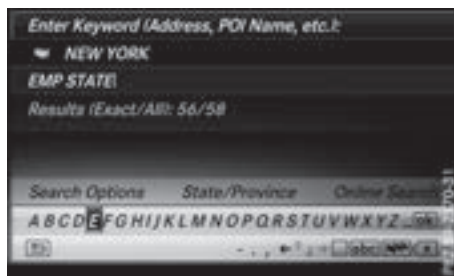 Enter Keyword (Address, POI Name, etc.):
NEW YORK
EMP STATE
Results (Exact/All): 56/58
Search Options State/Province Online Search
A B C D E F G H I J K L M N O P Q R S T U V W X Y Z _ ok
abc